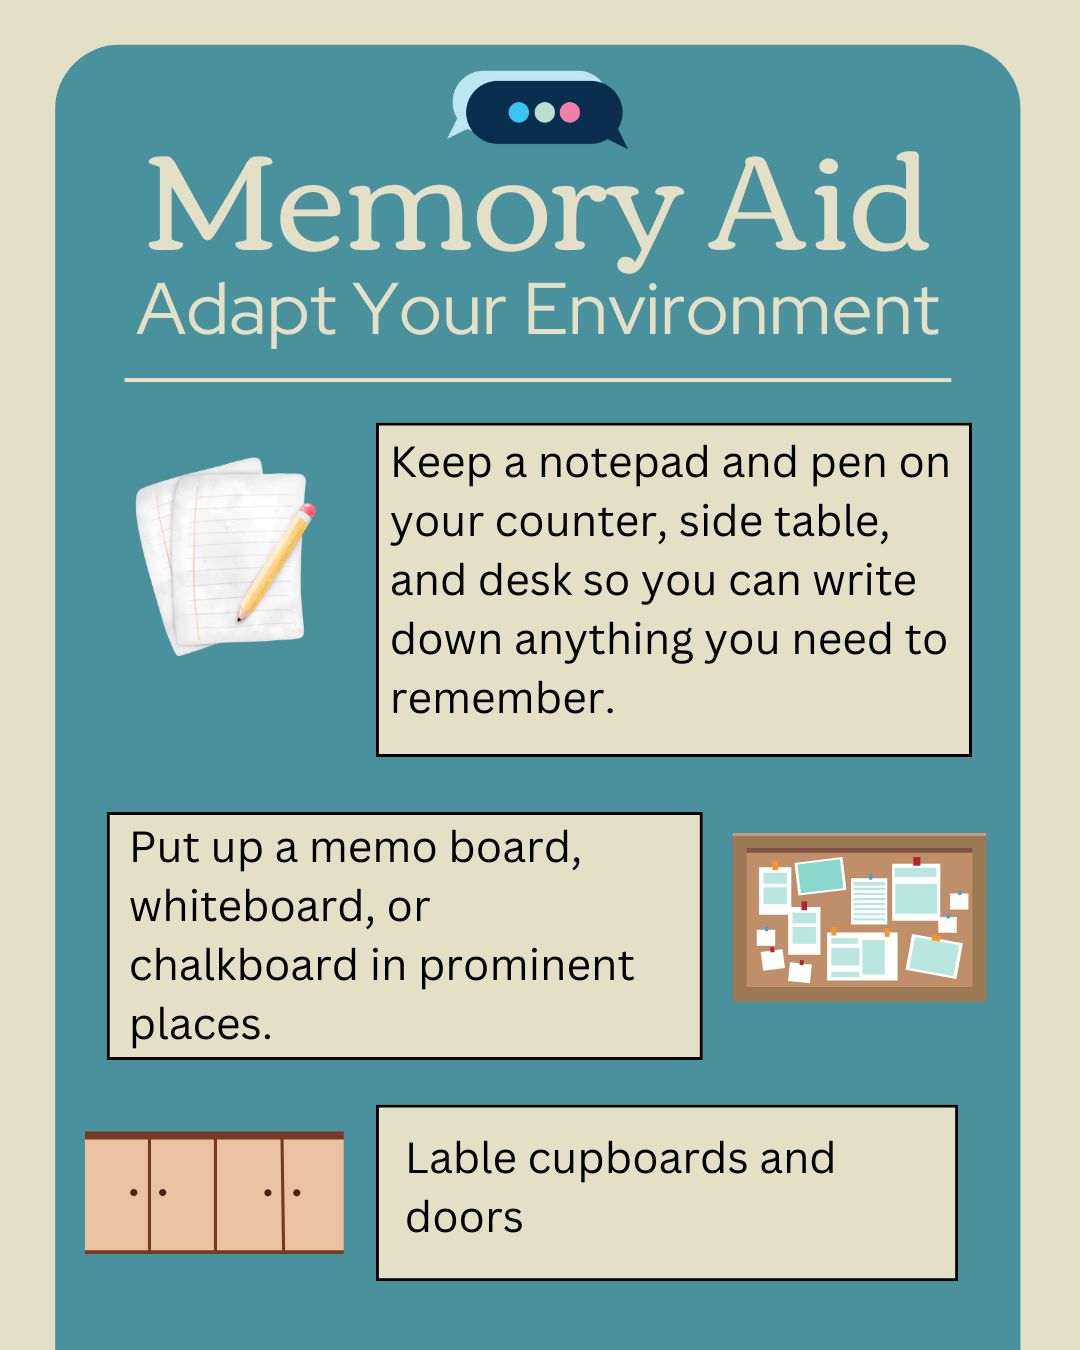 Memory Aid
Adapt Your Environment
Keep a notepad and pen on
your counter, side table,
and desk so you can write
down anything you need to
remember.
Put up a memo board,
whiteboard, or
chalkboard in prominent
places.
Lable cupboards and
doors